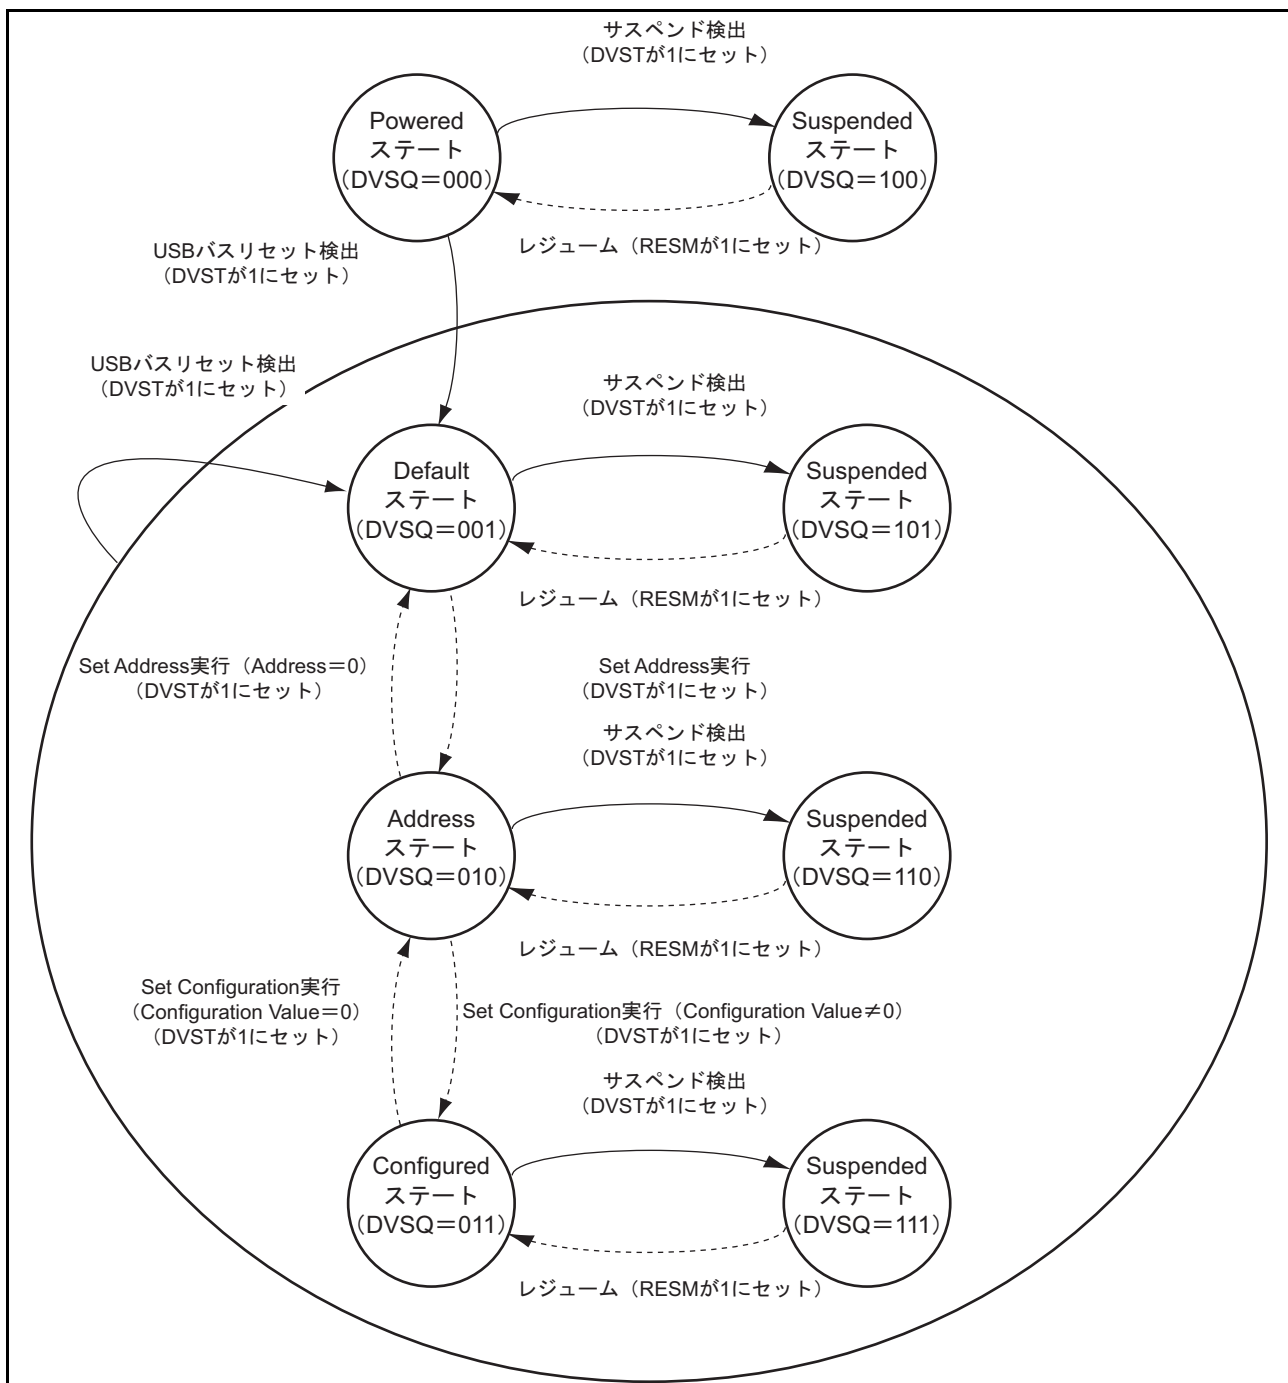 サスペンド検出
（DVSTが1にセット）
Powered
ステート
（DVSQ＝000）
Suspended
ステート
（DVSQ＝100）
レジューム（RESMが1にセット）
USBバスリセット検出
（DVSTが1にセット）
USBバスリセット検出
（DVSTが1にセット）
サスペンド検出
（DVSTが1にセット）
Default
ステート
（DVSQ＝001）
Suspended
ステート
（DVSQ＝101）
レジューム（RESMが1にセット）
Set Address実行（Address＝0）
（DVSTが1にセット）
Set Address実行
（DVSTが1にセット）
サスペンド検出
（DVSTが1にセット）
Address
ステート
（DVSQ＝010）
Suspended
ステート
（DVSQ＝110）
レジューム（RESMが1にセット）
Set Configuration実行
（Configuration Value＝0）
（DVSTが1にセット）
Set Configuration実行（Configuration Value≠0）
（DVSTが1にセット）
サスペンド検出
（DVSTが1にセット）
Configured
ステート
（DVSQ＝011）
Suspended
ステート
（DVSQ＝111）
レジューム（RESMが1にセット）